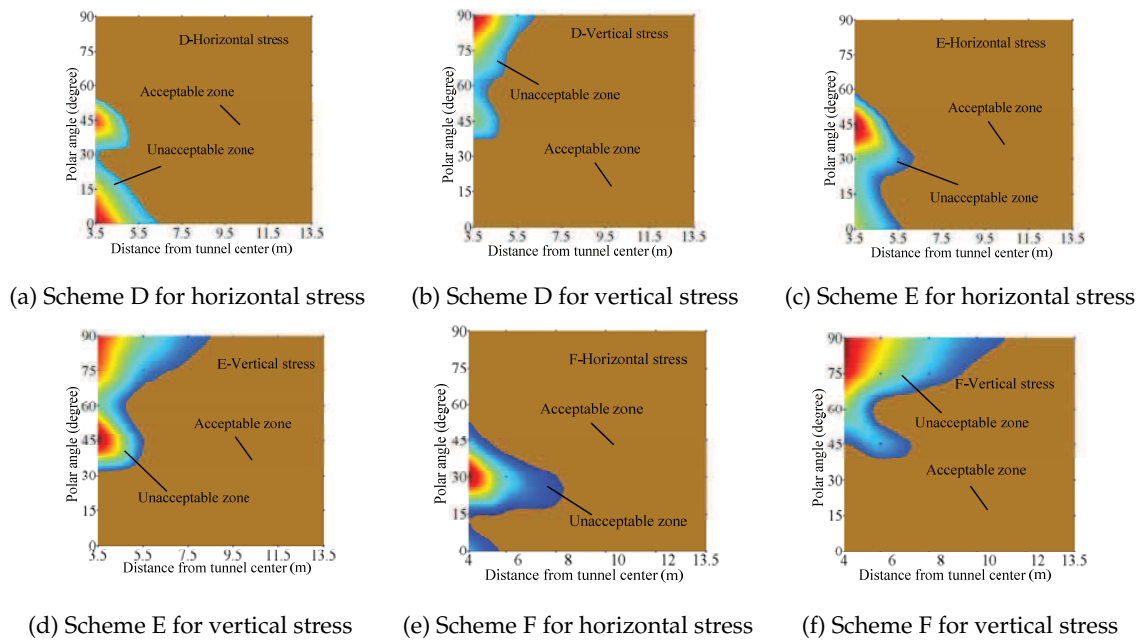 90
75
60
45
30
15
0
3.5
5.5
7.5
9.5
11.5
13.5
Polar angle (degree)
Distance from tunnel center (m)
D-Horizontal stress
Acceptable zone
Unacceptable zone
(a) Scheme D for horizontal stress
90
75
60
45
30
15
0
3.5
5.5
7.5
9.5
11.5
13.5
Polar angle (degree)
Distance from tunnel center (m)
D-Vertical stress
Unacceptable zone
Acceptable zone
(b) Scheme D for vertical stress
90
75
60
45
30
15
0
3.5
5.5
7.5
9.5
11.5
13.5
Polar angle (degree)
Distance from tunnel center (m)
E-Horizontal stress
Acceptable zone
Unacceptable zone
(c) Scheme E for horizontal stress
90
75
60
45
30
15
0
3.5
5.5
7.5
9.5
11.5
13.5
Polar angle (degree)
Distance from tunnel center (m)
E-Vertical stress
Acceptable zone
Unacceptable zone
(d) Scheme E for vertical stress
90
75
60
45
30
15
0
4
6
8
10
12
13.5
Polar angle (degree)
Distance from tunnel center (m)
F-Horizontal stress
Acceptable zone
Unacceptable zone
(e) Scheme F for horizontal stress
90
75
60
45
30
15
0
4
6
8
10
12
13.5
Polar angle (degree)
Distance from tunnel center (m)
F-Vertical stress
Unacceptable zone
Acceptable zone
(f) Scheme F for vertical stress